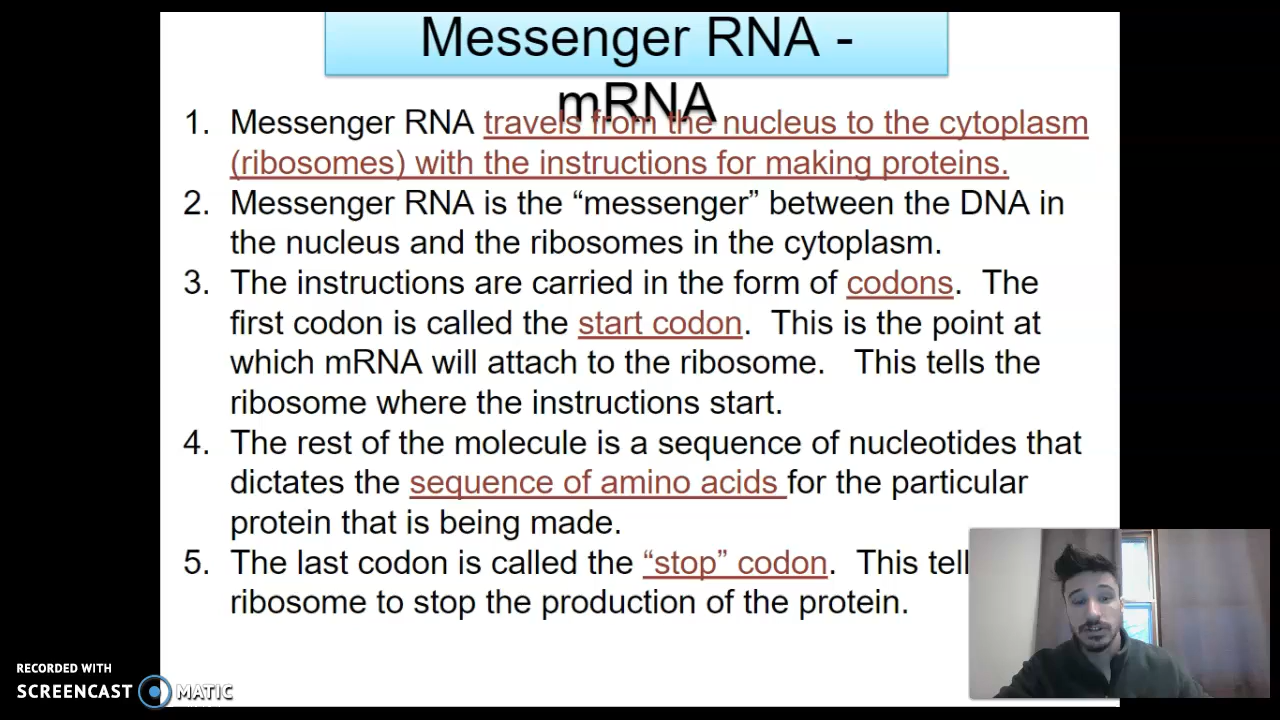 Messenger RNA -
mRNA
1. Messenger RNA travels from the nucleus to the cytoplasm
(ribosomes) with the instructions for making proteins.
2. Messenger RNA is the “messenger” between the DNA in
the nucleus and the ribosomes in the cytoplasm.
3. The instructions are carried in the form of codons. The
first codon is called the start codon. This is the point at
which mRNA will attach to the ribosome. This tells the
ribosome where the instructions start.
4. The rest of the molecule is a sequence of nucleotides that
dictates the sequence of amino acids for the particular
protein that is being made.
5. The last codon is called the “stop” codon. This tell
ribosome to stop the production of the protein.
RECORDED WITH
SCREENCAST MATIC